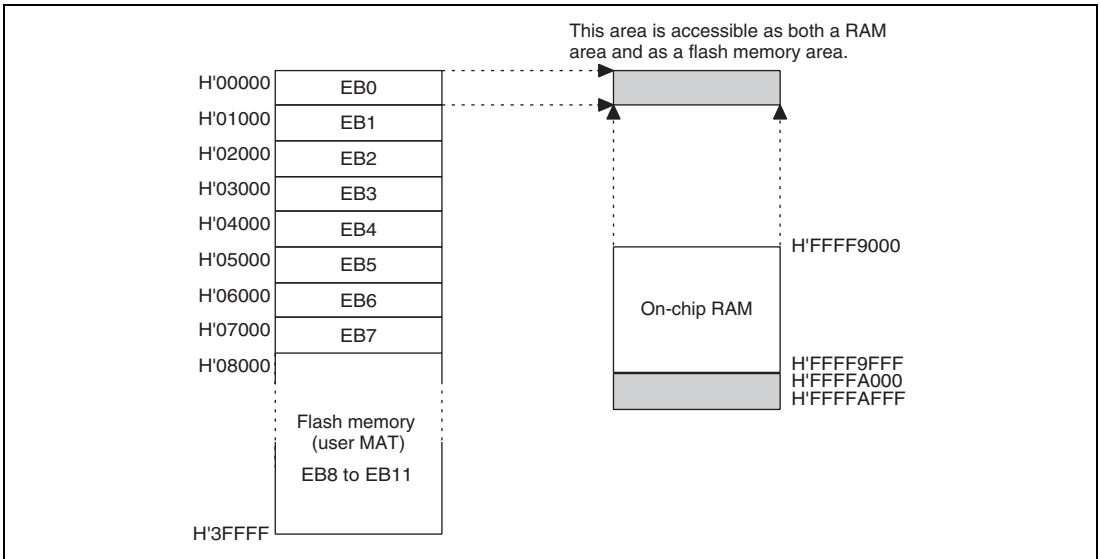 This area is accessible as both a RAM
area and as a flash memory area.
H'00000
EB0
H'01000
EB1
H'02000
EB2
H'03000
EB3
H'04000
EB4
H'05000
EB5
H'06000
EB6
H'07000
EB7
H'08000
Flash memory
(user MAT)
EB8 to EB11
H'3FFFF
H'FFFF9000
On-chip RAM
H'FFFF9FFF
H'FFFFA000
H'FFFFAFFF